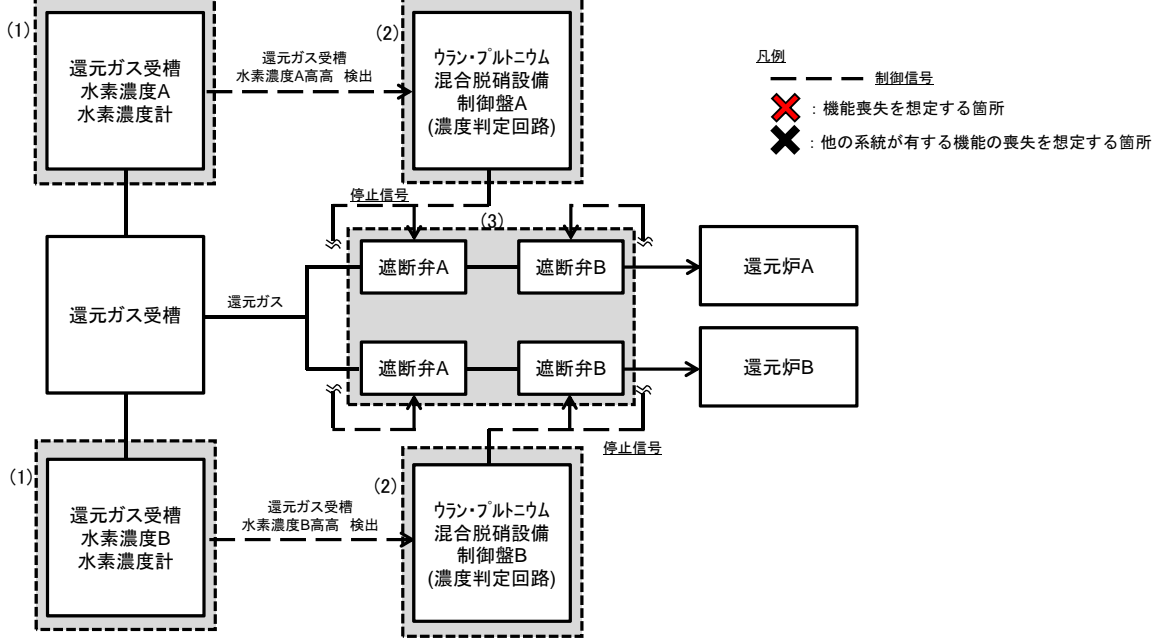 (1)
還元ガス受槽
水素濃度A
水素濃度計
還元ガス受槽
水素濃度A高高 検出
(2)
ウラン・プルトニウム
混合脱硝設備
制御盤A
(濃度判定回路)
凡例
制御信号
：機能喪失を想定する箇所
：他の系統が有する機能の喪失を想定する箇所
停止信号
(3)
遮断弁A
遮断弁B
還元炉A
還元ガス受槽
還元ガス
遮断弁A
遮断弁B
還元炉B
停止信号
(1)
還元ガス受槽
水素濃度B
水素濃度計
還元ガス受槽
水素濃度B高高 検出
(2)
ウラン・プルトニウム
混合脱硝設備
制御盤B
(濃度判定回路)